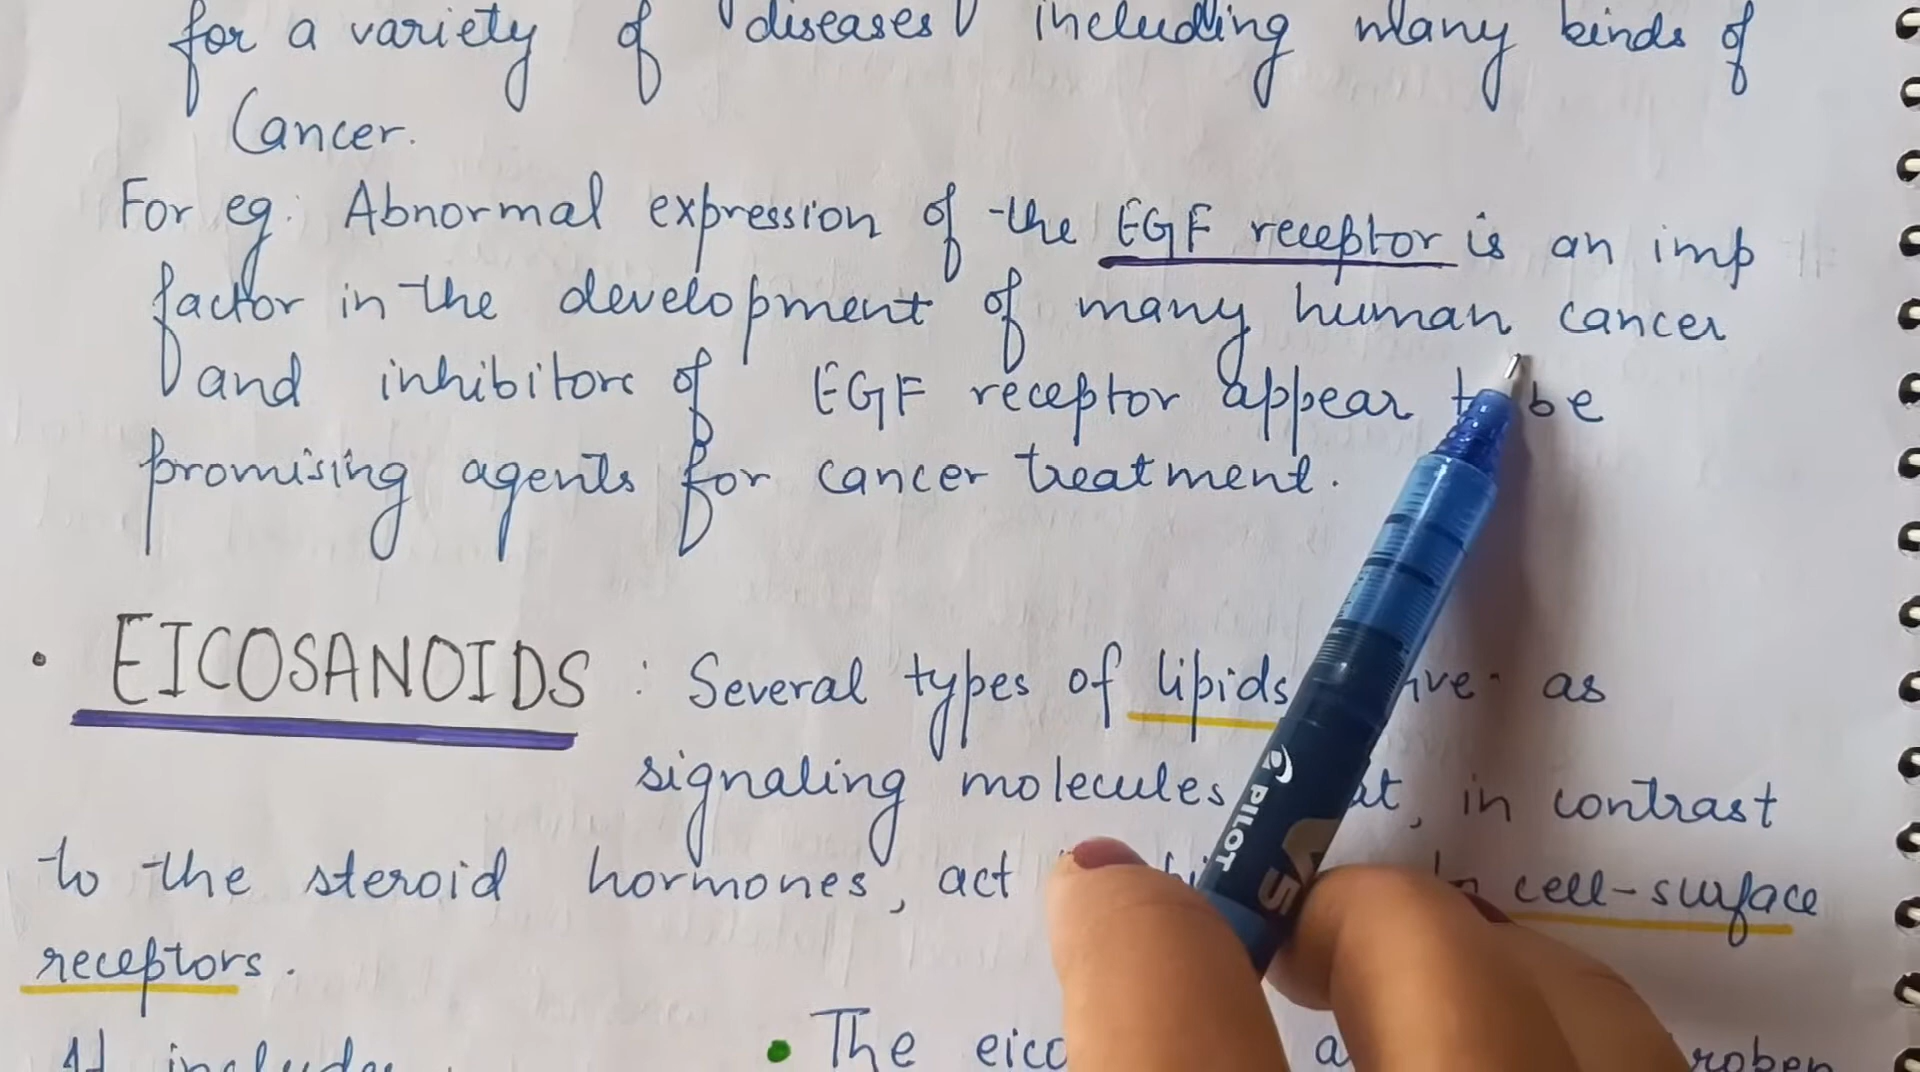 for a variety of diseases including many kinds of
Cancer.
For eg. Abnormal expression of the EGF receptor is an imp
factor in the development of many human cancer
and inhibitors of EGF receptor appear be
promising agents for cancer treatment.
• EICOSANOIDS : Several types of lipids as
signaling molecules , in contrast
to the steroid hormones, act cell-surface
receptors.
• The
PILOT
V5